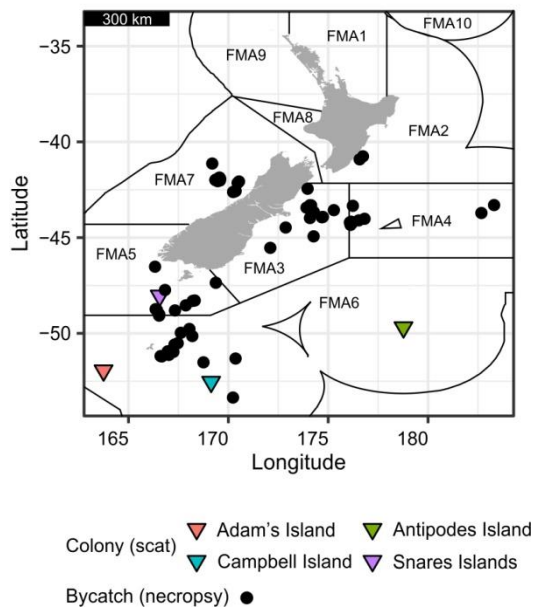 300 km
FMA10
FMA1
FMA9
FMA8
FMA2
FMA7
FMA4
FMA5
FMA3
FMA6
−35
−40
−45
−50
Latitude
165 170 175 180
Longitude
Colony (scat)
Adam's Island
Antipodes Island
Campbell Island
Snares Islands
Bycatch (necropsy)